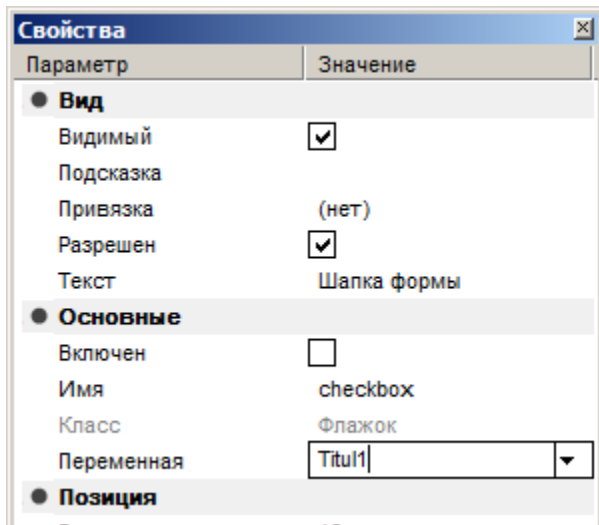 Свойства
Параметр Значение
Вид
Видимый
Подсказка
Привязка (нет)
Разрешен
Текст Шапка формы
Основные
Включен
Имя checkbox
Класс Флажок
Переменная Titul1
Позиция